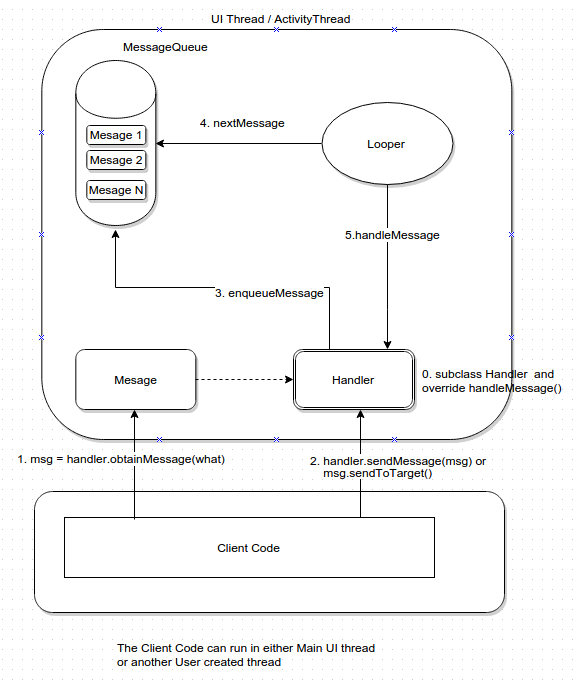 UI Thread / ActivityThread
MessageQueue
Mesage 1
Mesage 2
Mesage N
4. nextMessage
Looper
5.handleMessage
3. enqueueMessage
Mesage
Handler
0. subclass Handler and
override handleMessage()
1. msg = handler.obtainMessage(what)
2. handler.sendMessage(msg) or
msg.sendToTarget()
Client Code
The Client Code can run in either Main UI thread
or another User created thread